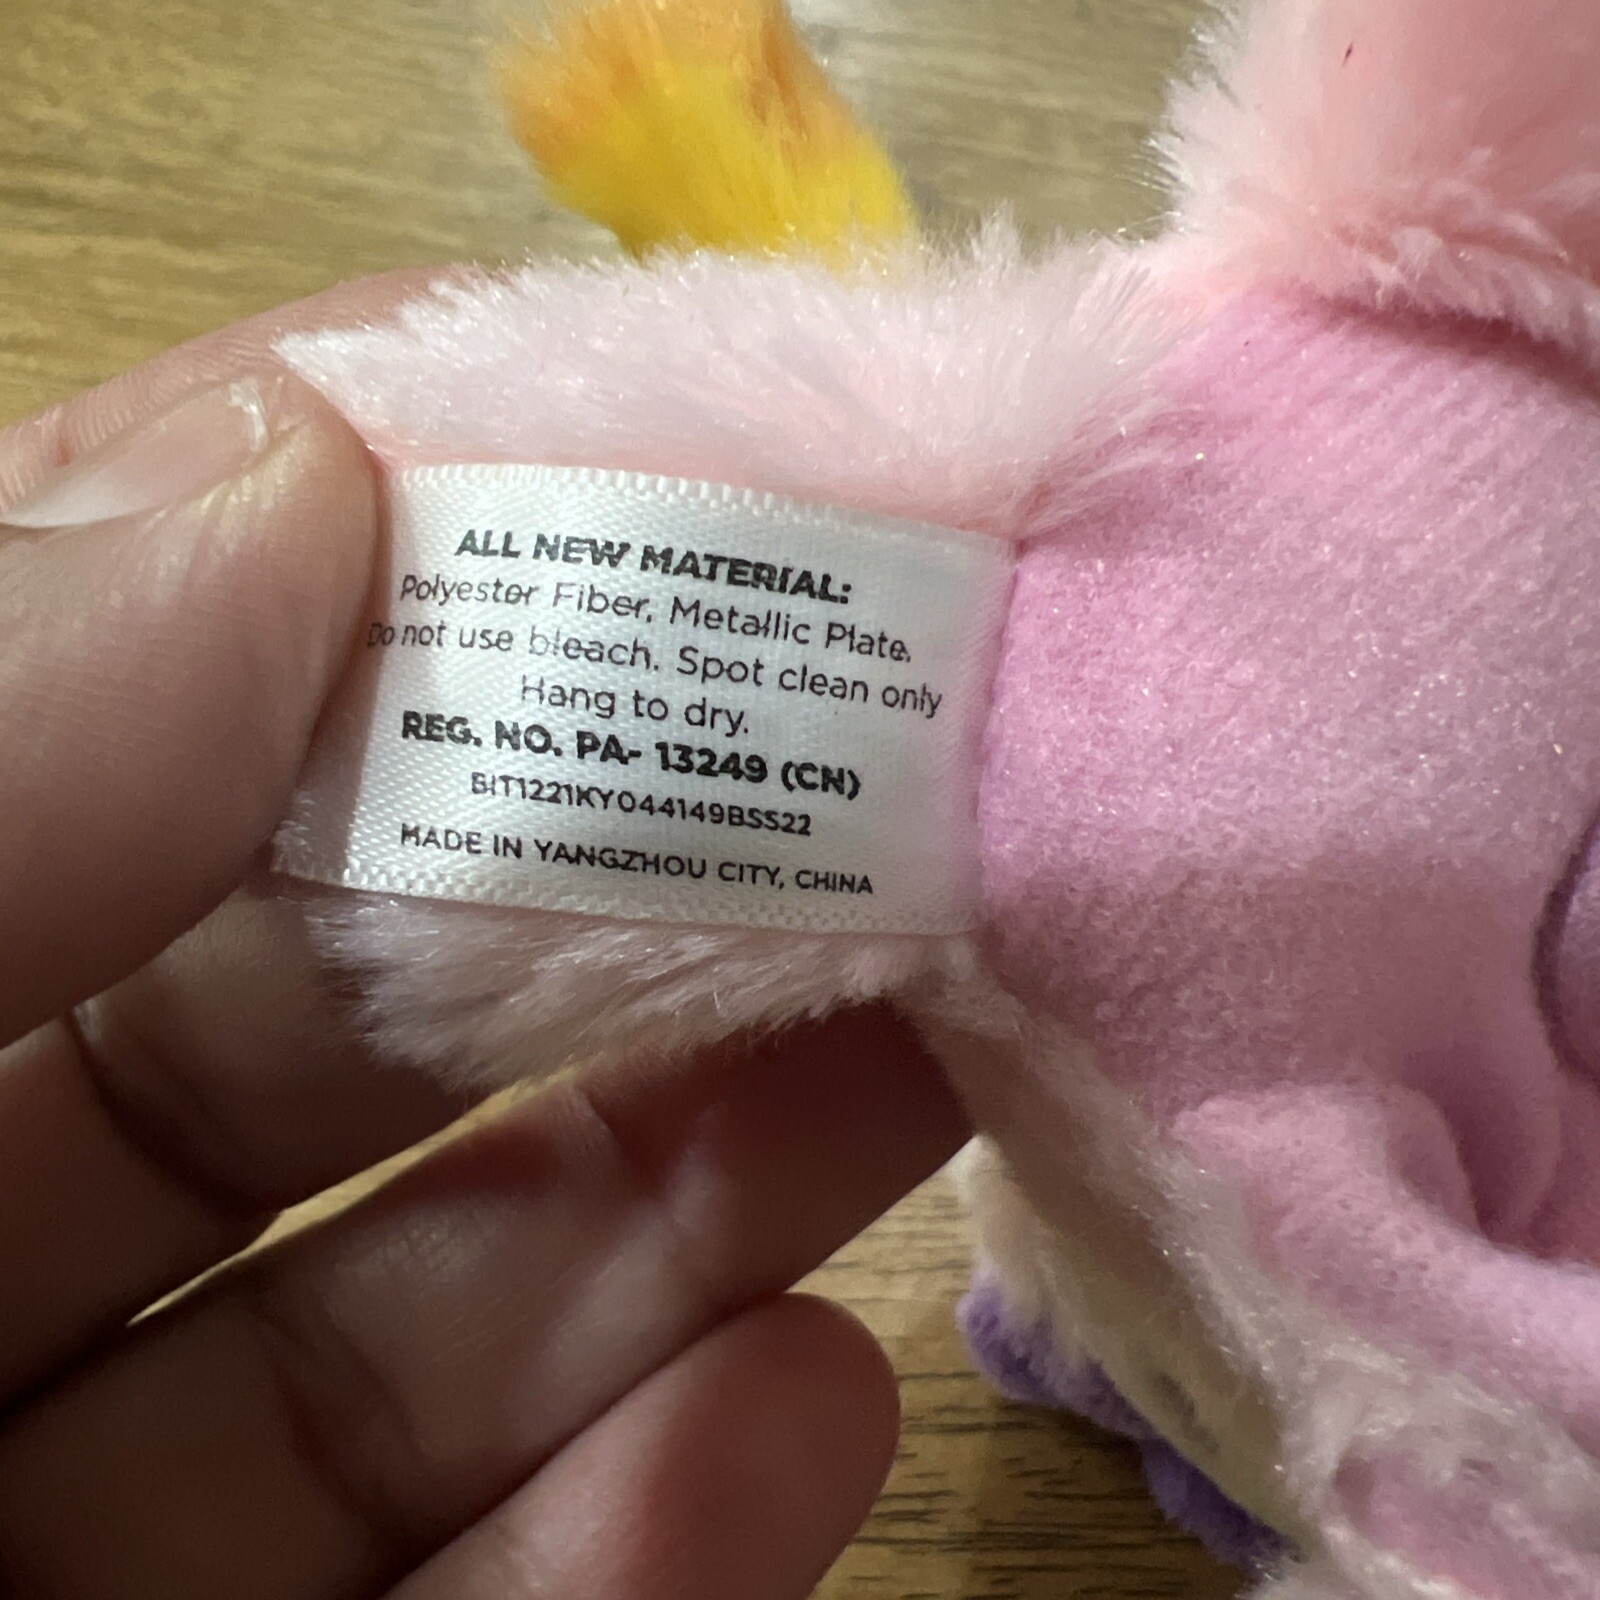 ALL NEW MATERIAL:
Polyester Fiber, Metallic Plate.
Do not use bleach. Spot clean only
Hang to dry.
REG. NO. PA- 13249 (CN)
BIT1221KY044149BSS22
MADE IN YANGZHOU CITY, CHINA